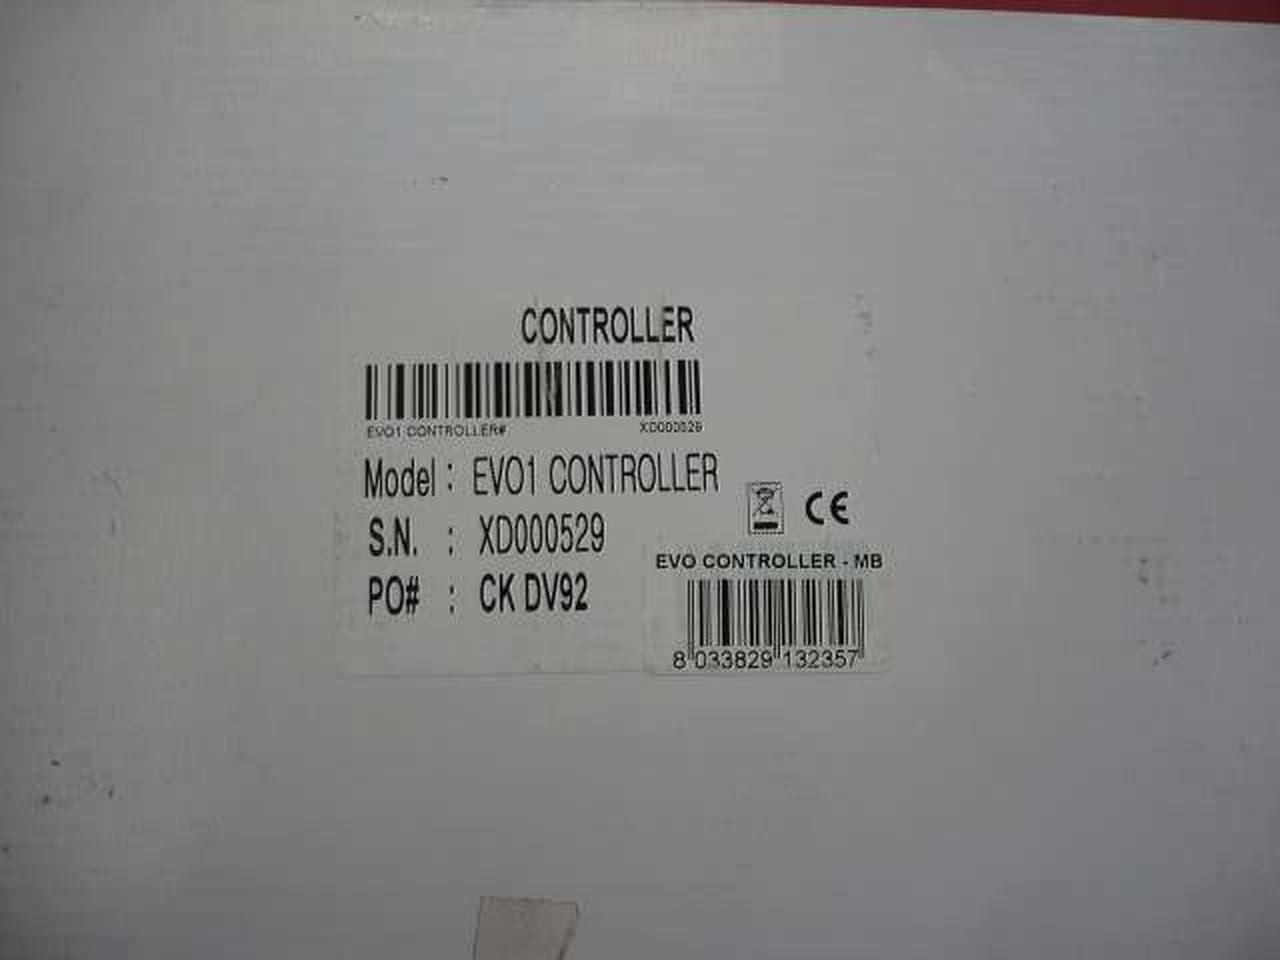 CONTROLLER
EVO1 CONTROLLER# XD000529
Model : EVO1 CONTROLLER
S.N. : XD000529
PO# : CK DV92
CE
EVO CONTROLLER - MB
8 033829 132357